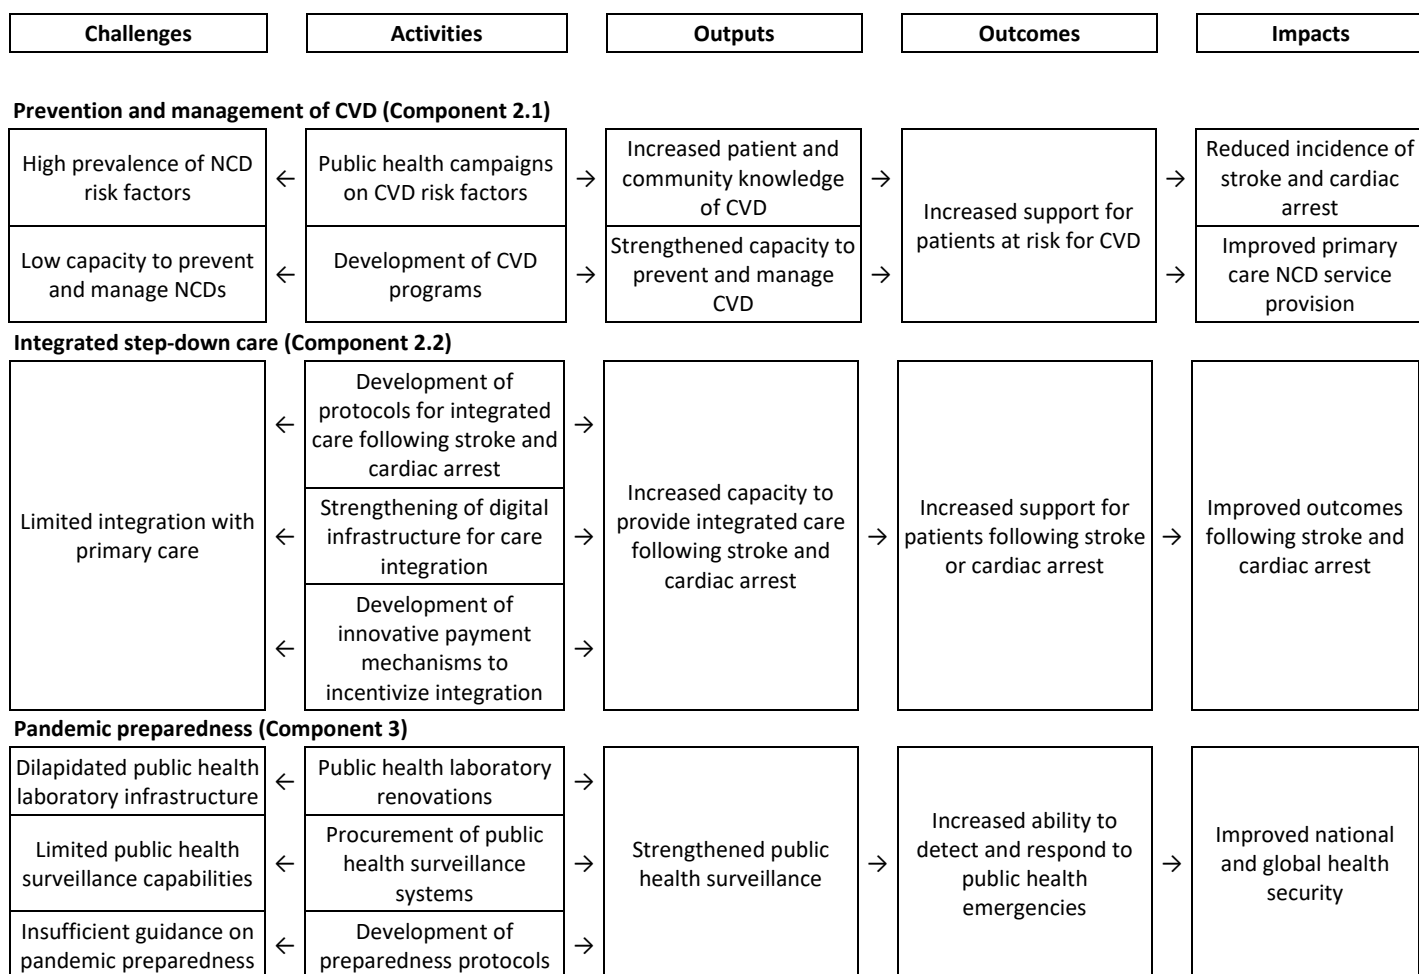 Challenges
Activities
Outputs
Outcomes
Impacts
Prevention and management of CVD (Component 2.1)
High prevalence of NCD
risk factors
←
Public health campaigns
on CVD risk factors
→
Increased patient and
community knowledge
of CVD
→
Increased support for
patients at risk for CVD
→
Reduced incidence of
stroke and cardiac
arrest
Low capacity to prevent
and manage NCDs
←
Development of CVD
programs
→
Strengthened capacity to
prevent and manage
CVD
→
→
Improved primary
care NCD service
provision
Integrated step-down care (Component 2.2)
Limited integration with
primary care
←
Development of
protocols for integrated
care following stroke and
cardiac arrest
→
←
Strengthening of digital
infrastructure for care
integration
←
Development of
innovative payment
mechanisms to
incentivize integration
→
Increased capacity to
provide integrated care
following stroke and
cardiac arrest
→
Increased support for
patients following stroke
or cardiac arrest
→
Improved outcomes
following stroke and
cardiac arrest
Pandemic preparedness (Component 3)
Dilapidated public health
laboratory infrastructure
←
Public health laboratory
renovations
→
Limited public health
surveillance capabilities
←
Procurement of public
health surveillance
systems
→
Insufficient guidance on
pandemic preparedness
←
Development of
preparedness protocols
→
Strengthened public
health surveillance
→
Increased ability to
detect and respond to
public health
emergencies
→
Improved national
and global health
security